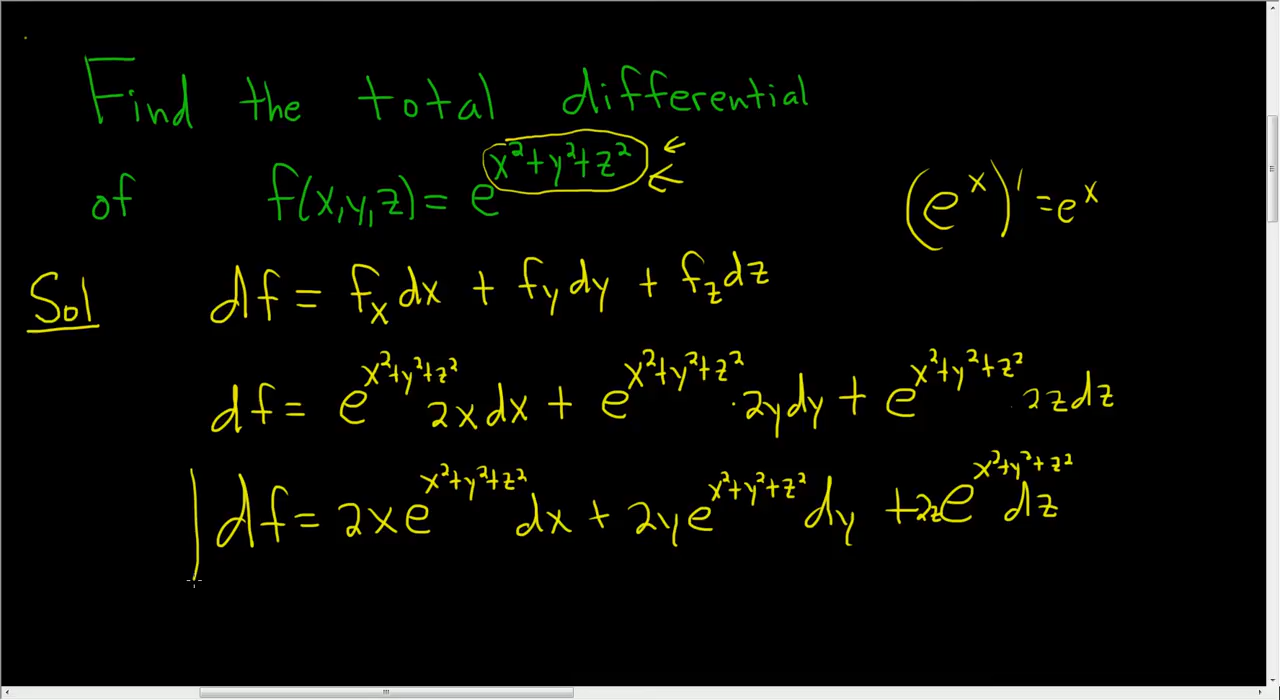 Find the total differential
of f(x,y,z) = e^{x²+y²+z²}
(e^x)' = e^x
Sol df = f_x dx + f_y dy + f_z dz
df = e^{x²+y²+z²} 2x dx + e^{x²+y²+z²} · 2y dy + e^{x²+y²+z²} · 2z dz
df = 2x e^{x²+y²+z²} dx + 2y e^{x²+y²+z²} dy + 2z e^{x²+y²+z²} dz